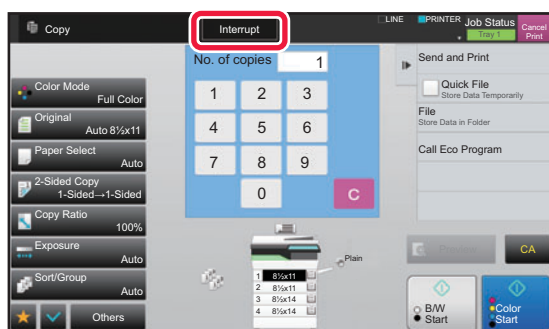 Copy
Interrupt
LINE
PRINTER
Job Status
Tray 1
Cancel
Print
No. of copies
1
Color Mode
Full Color
Original
Auto 8½x11
Paper Select
Auto
2-Sided Copy
1-Sided→1-Sided
Copy Ratio
100%
Exposure
Auto
Sort/Group
Auto
Others
1 2 3
4 5 6
7 8 9
0 C
Plain
1 8½x11
2 8½x11
3 8½x14
4 8½x14
Send and Print
Quick File
Store Data Temporarily
File
Store Data in Folder
Call Eco Program
CA
B/W
Start
Color
Start